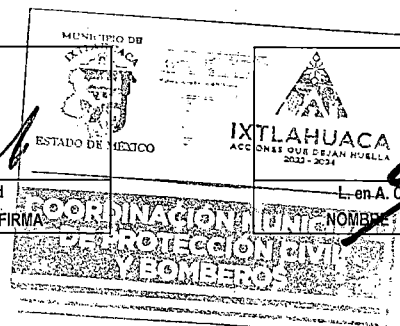 MUNICIPIO DE
IXTLAHUACA
ESTADO DE MÉXICO
IXTLAHUACA
ACCIONES QUE DEJAN HUELLA
2022 - 2024
d
FIRMA
L. en A. C
NOMBRE
COORDINACIÓN MUNICI
DE PROTECCIÓN CIVIL
Y BOMBEROS